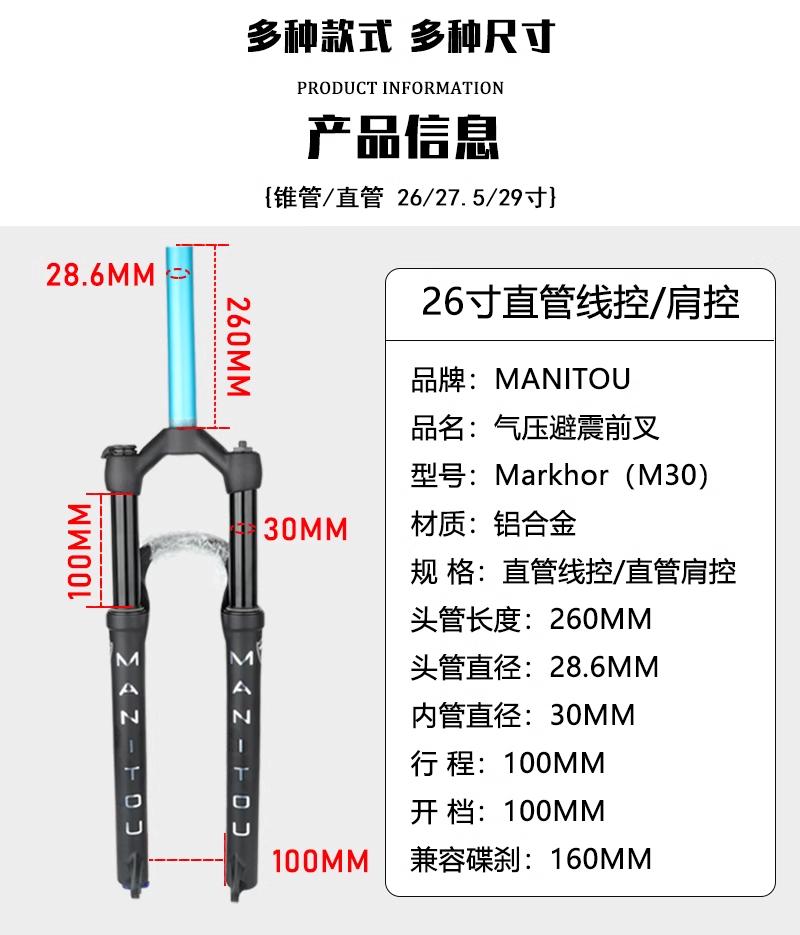 多种款式 多种尺寸
PRODUCT INFORMATION
产品信息
{锥管/直管 26/27.5/29寸}
28.6MM
260MM
100MM
30MM
MANITOU
MANITOU
100MM
26寸直管线控/肩控
品牌：MANITOU
品名：气压避震前叉
型号：Markhor（M30）
材质：铝合金
规 格：直管线控/直管肩控
头管长度：260MM
头管直径：28.6MM
内管直径：30MM
行 程：100MM
开 档：100MM
兼容碟刹：160MM